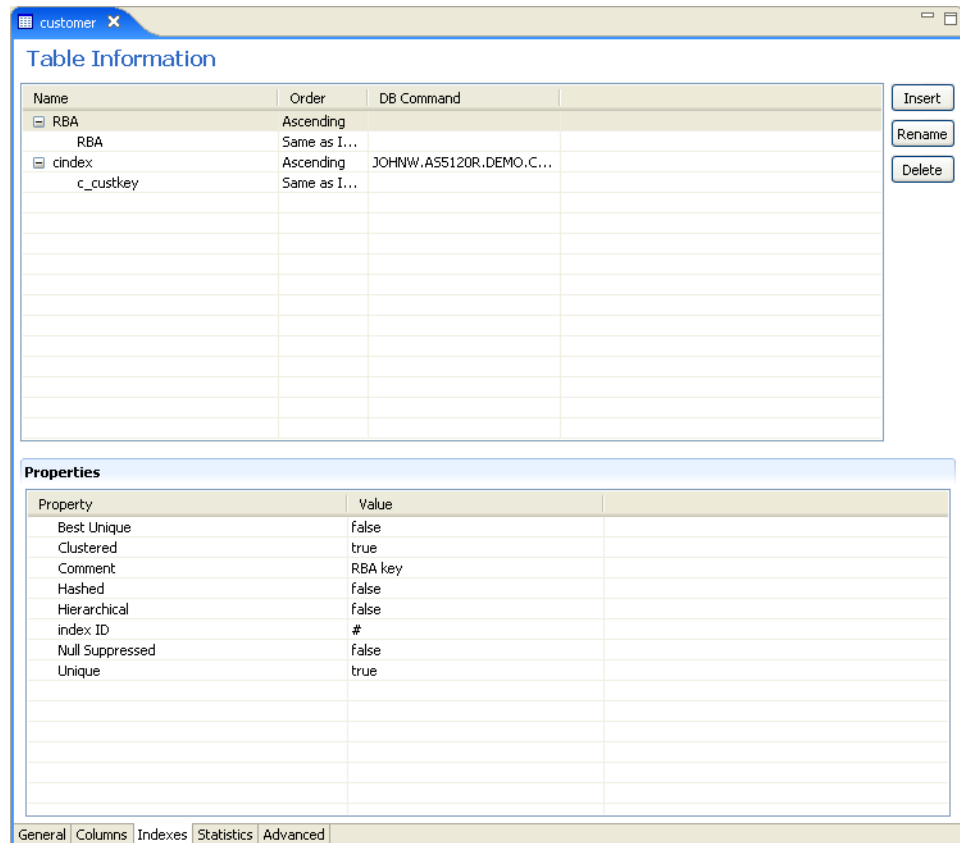 customer
Table Information
Name Order DB Command
RBA Ascending
RBA Same as I...
cindex Ascending JOHNW.AS5120R.DEMO.C...
c_custkey Same as I...
Insert
Rename
Delete
Properties
Property Value
Best Unique false
Clustered true
Comment RBA key
Hashed false
Hierarchical false
index ID #
Null Suppressed false
Unique true
General Columns Indexes Statistics Advanced